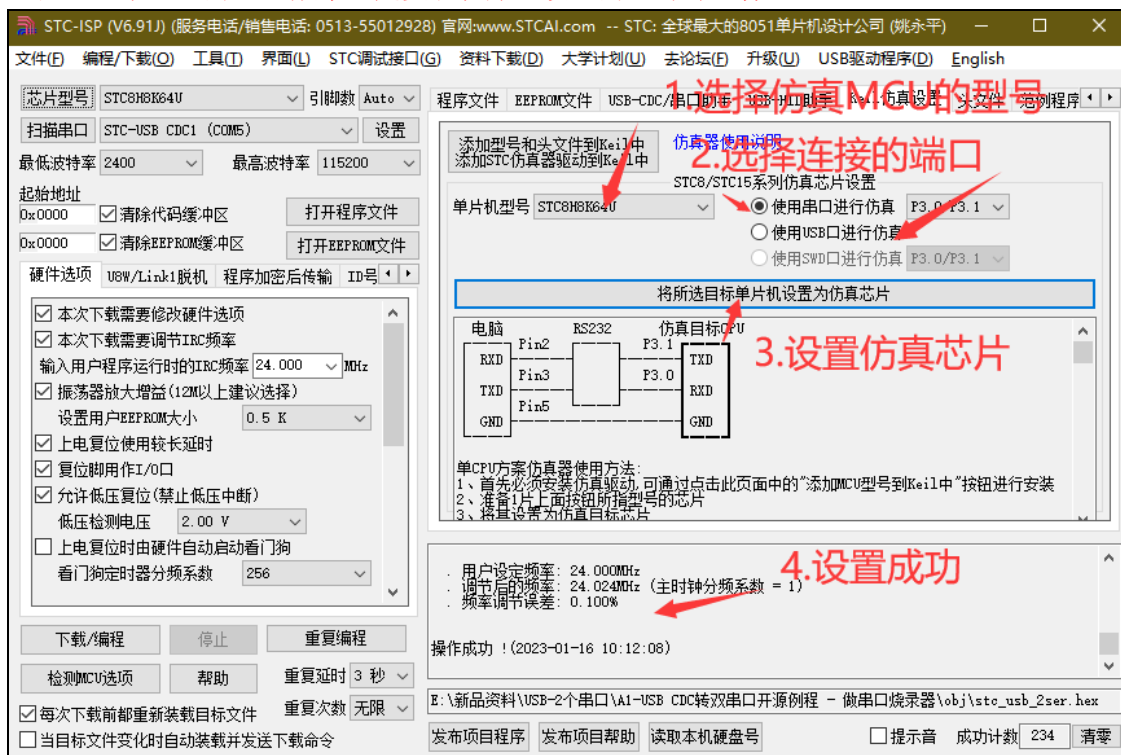 STC-ISP (V6.91J) (服务电话/销售电话: 0513-55012928) 官网:www.STCAI.com -- STC: 全球最大的8051单片机设计公司 (姚永平)
文件(F) 编程/下载(O) 工具(T) 界面(L) STC调试接口(G) 资料下载(D) 大学计划(U) 去论坛(F) 升级(U) USB驱动程序(D) English
芯片型号 STC8H8K64U 引脚数 Auto
扫描串口 STC-USB CDC1 (COM5) 设置
最低波特率 2400 最高波特率 115200
起始地址
0x0000 清除代码缓冲区 打开程序文件
0x0000 清除EEPROM缓冲区 打开EEPROM文件
硬件选项 U8W/Link1脱机 程序加密后传输 ID号
本次下载需要修改硬件选项
本次下载需要调节IRC频率
输入用户程序运行时的IRC频率 24.000 MHz
振荡器放大增益(12M以上建议选择)
设置用户EEPROM大小 0.5 K
上电复位使用较长延时
复位脚用作I/O口
允许低压复位(禁止低压中断)
低压检测电压 2.00 V
上电复位时由硬件自动启动看门狗
看门狗定时器分频系数 256
下载/编程 停止 重复编程
检测MCU选项 帮助 重复延时 3 秒
每次下载前都重新装载目标文件 重复次数 无限
当目标文件变化时自动装载并发送下载命令
程序文件 EEPROM文件 USB-CDC/串口助手 USB-HID助手 Keil仿真设置 头文件 范例程序
1.选择仿真MCU的型号
添加型号和头文件到Keil中
添加STC仿真器驱动到Keil中
仿真器使用说明
2.选择连接的端口
STC8/STC15系列仿真芯片设置
单片机型号 STC8H8K64U 使用串口进行仿真 P3.0/P3.1
使用USB口进行仿真
使用SWD口进行仿真 P3.0/P3.1
将所选目标单片机设置为仿真芯片
电脑 RS232 仿真目标CPU
RXD Pin2 P3.1 TXD
TXD Pin3 P3.0 RXD
GND Pin5 GND
3.设置仿真芯片
单CPU方案仿真器使用方法:
1、首先必须安装仿真驱动,可通过点击此页面中的"添加MCU型号到Keil中"按钮进行安装
2、准备1片上面按钮所指型号的芯片
3、将其设置为仿真目标芯片
. 用户设定频率: 24.000MHz
. 调节后的频率: 24.024MHz (主时钟分频系数 = 1)
. 频率调节误差: 0.100%
4.设置成功
操作成功 !(2023-01-16 10:12:08)
E:\新品资料\USB-2个串口\A1-USB CDC转双串口开源例程 - 做串口烧录器\obj\stc_usb_2ser.hex
发布项目程序 发布项目帮助 读取本机硬盘号 提示音 成功计数 234 清零